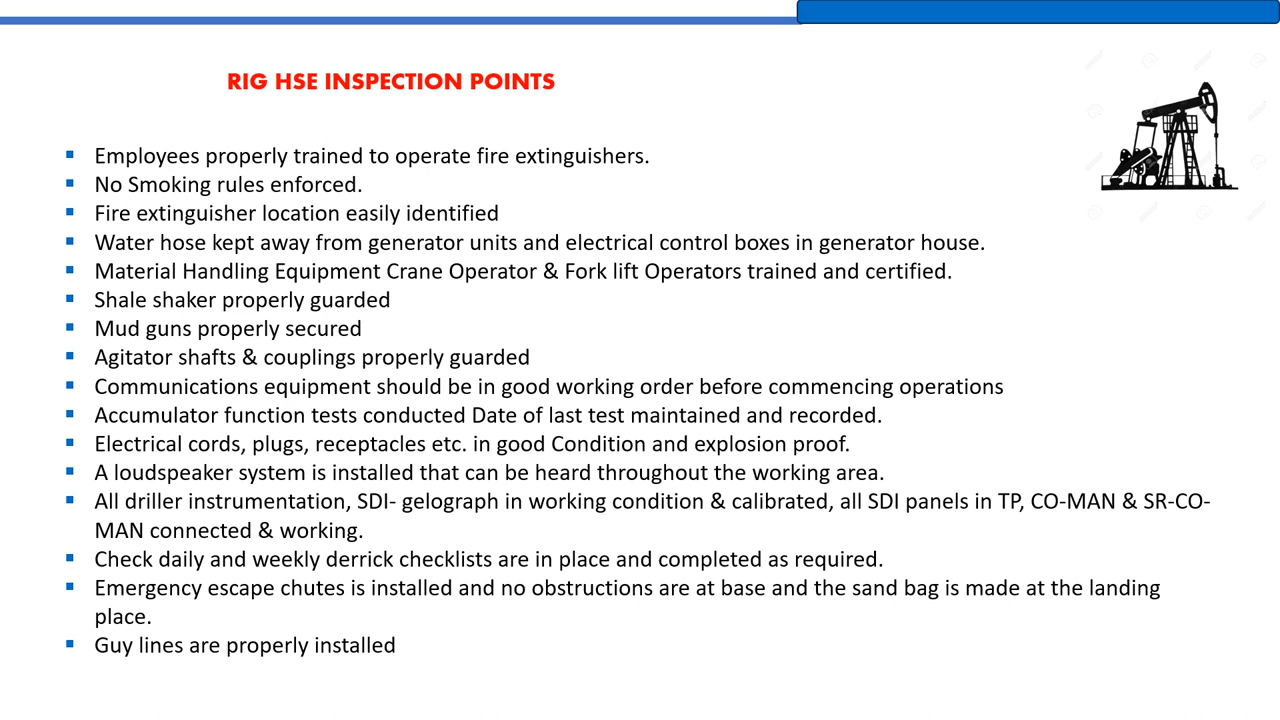 RIG HSE INSPECTION POINTS
Employees properly trained to operate fire extinguishers.
No Smoking rules enforced.
Fire extinguisher location easily identified
Water hose kept away from generator units and electrical control boxes in generator house.
Material Handling Equipment Crane Operator & Fork lift Operators trained and certified.
Shale shaker properly guarded
Mud guns properly secured
Agitator shafts & couplings properly guarded
Communications equipment should be in good working order before commencing operations
Accumulator function tests conducted Date of last test maintained and recorded.
Electrical cords, plugs, receptacles etc. in good Condition and explosion proof.
A loudspeaker system is installed that can be heard throughout the working area.
All driller instrumentation, SDI- gelograph in working condition & calibrated, all SDI panels in TP, CO-MAN & SR-CO-
MAN connected & working.
Check daily and weekly derrick checklists are in place and completed as required.
Emergency escape chutes is installed and no obstructions are at base and the sand bag is made at the landing
place.
Guy lines are properly installed